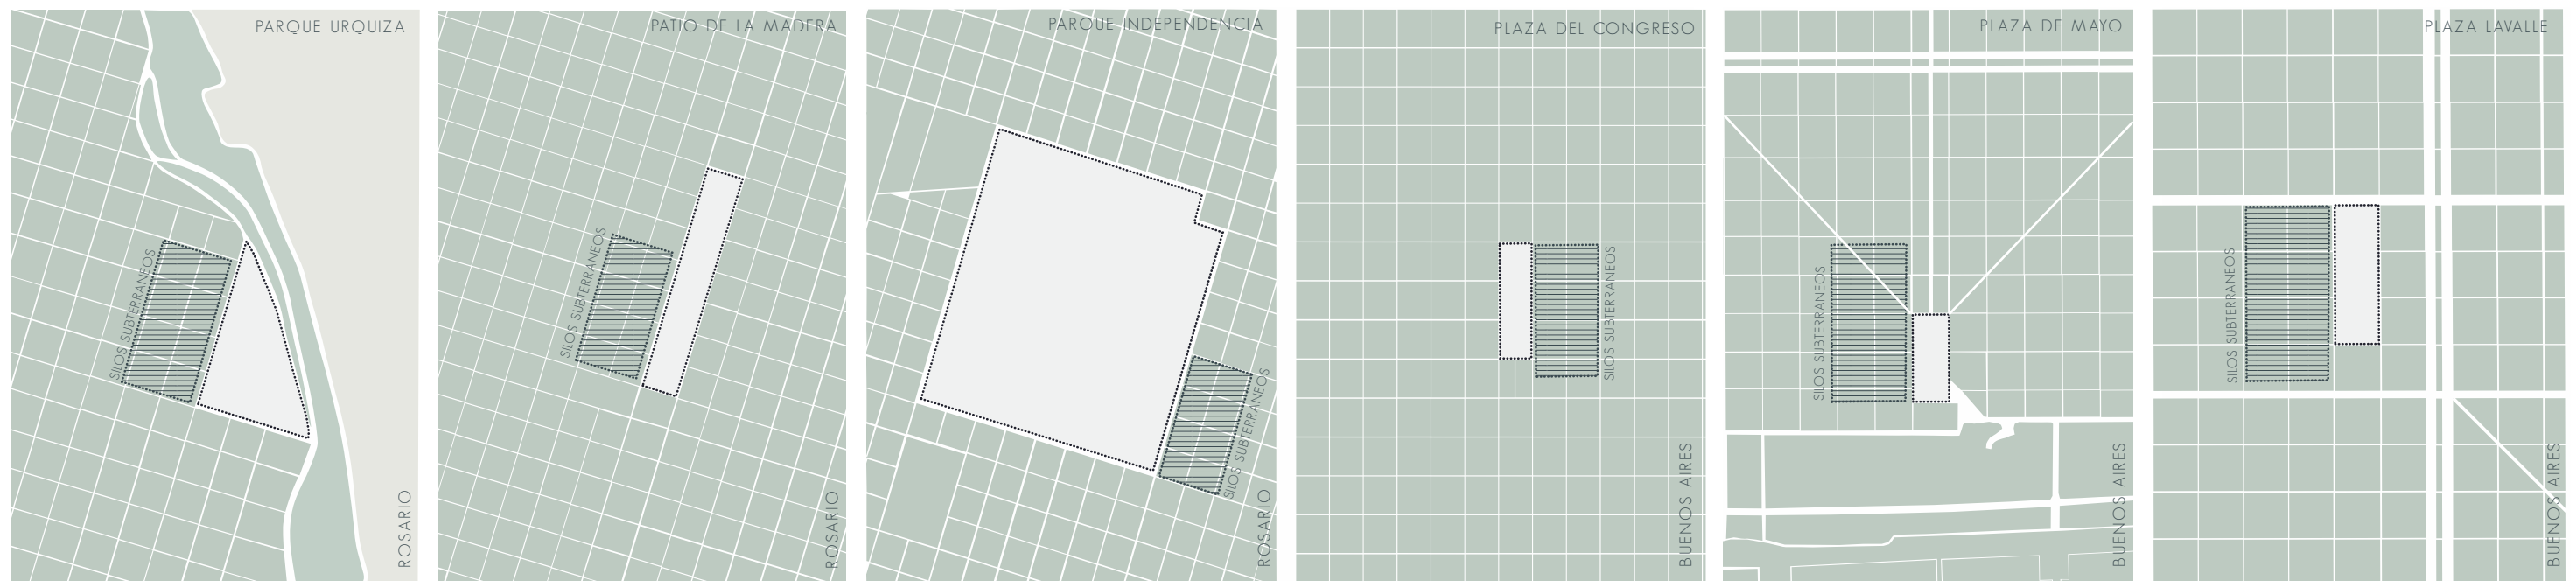 PARQUE URQUIZA
SILOS SUBTERRANEOS
ROSARIO
PATIO DE LA MADERA
SILOS SUBTERRANEOS
ROSARIO
PARQUE INDEPENDENCIA
SILOS SUBTERRANEOS
ROSARIO
PLAZA DEL CONGRESO
SILOS SUBTERRANEOS
BUENOS AIRES
PLAZA DE MAYO
SILOS SUBTERRANEOS
BUENOS AIRES
PLAZA LAVALLE
SILOS SUBTERRANEOS
BUENOS AIRES